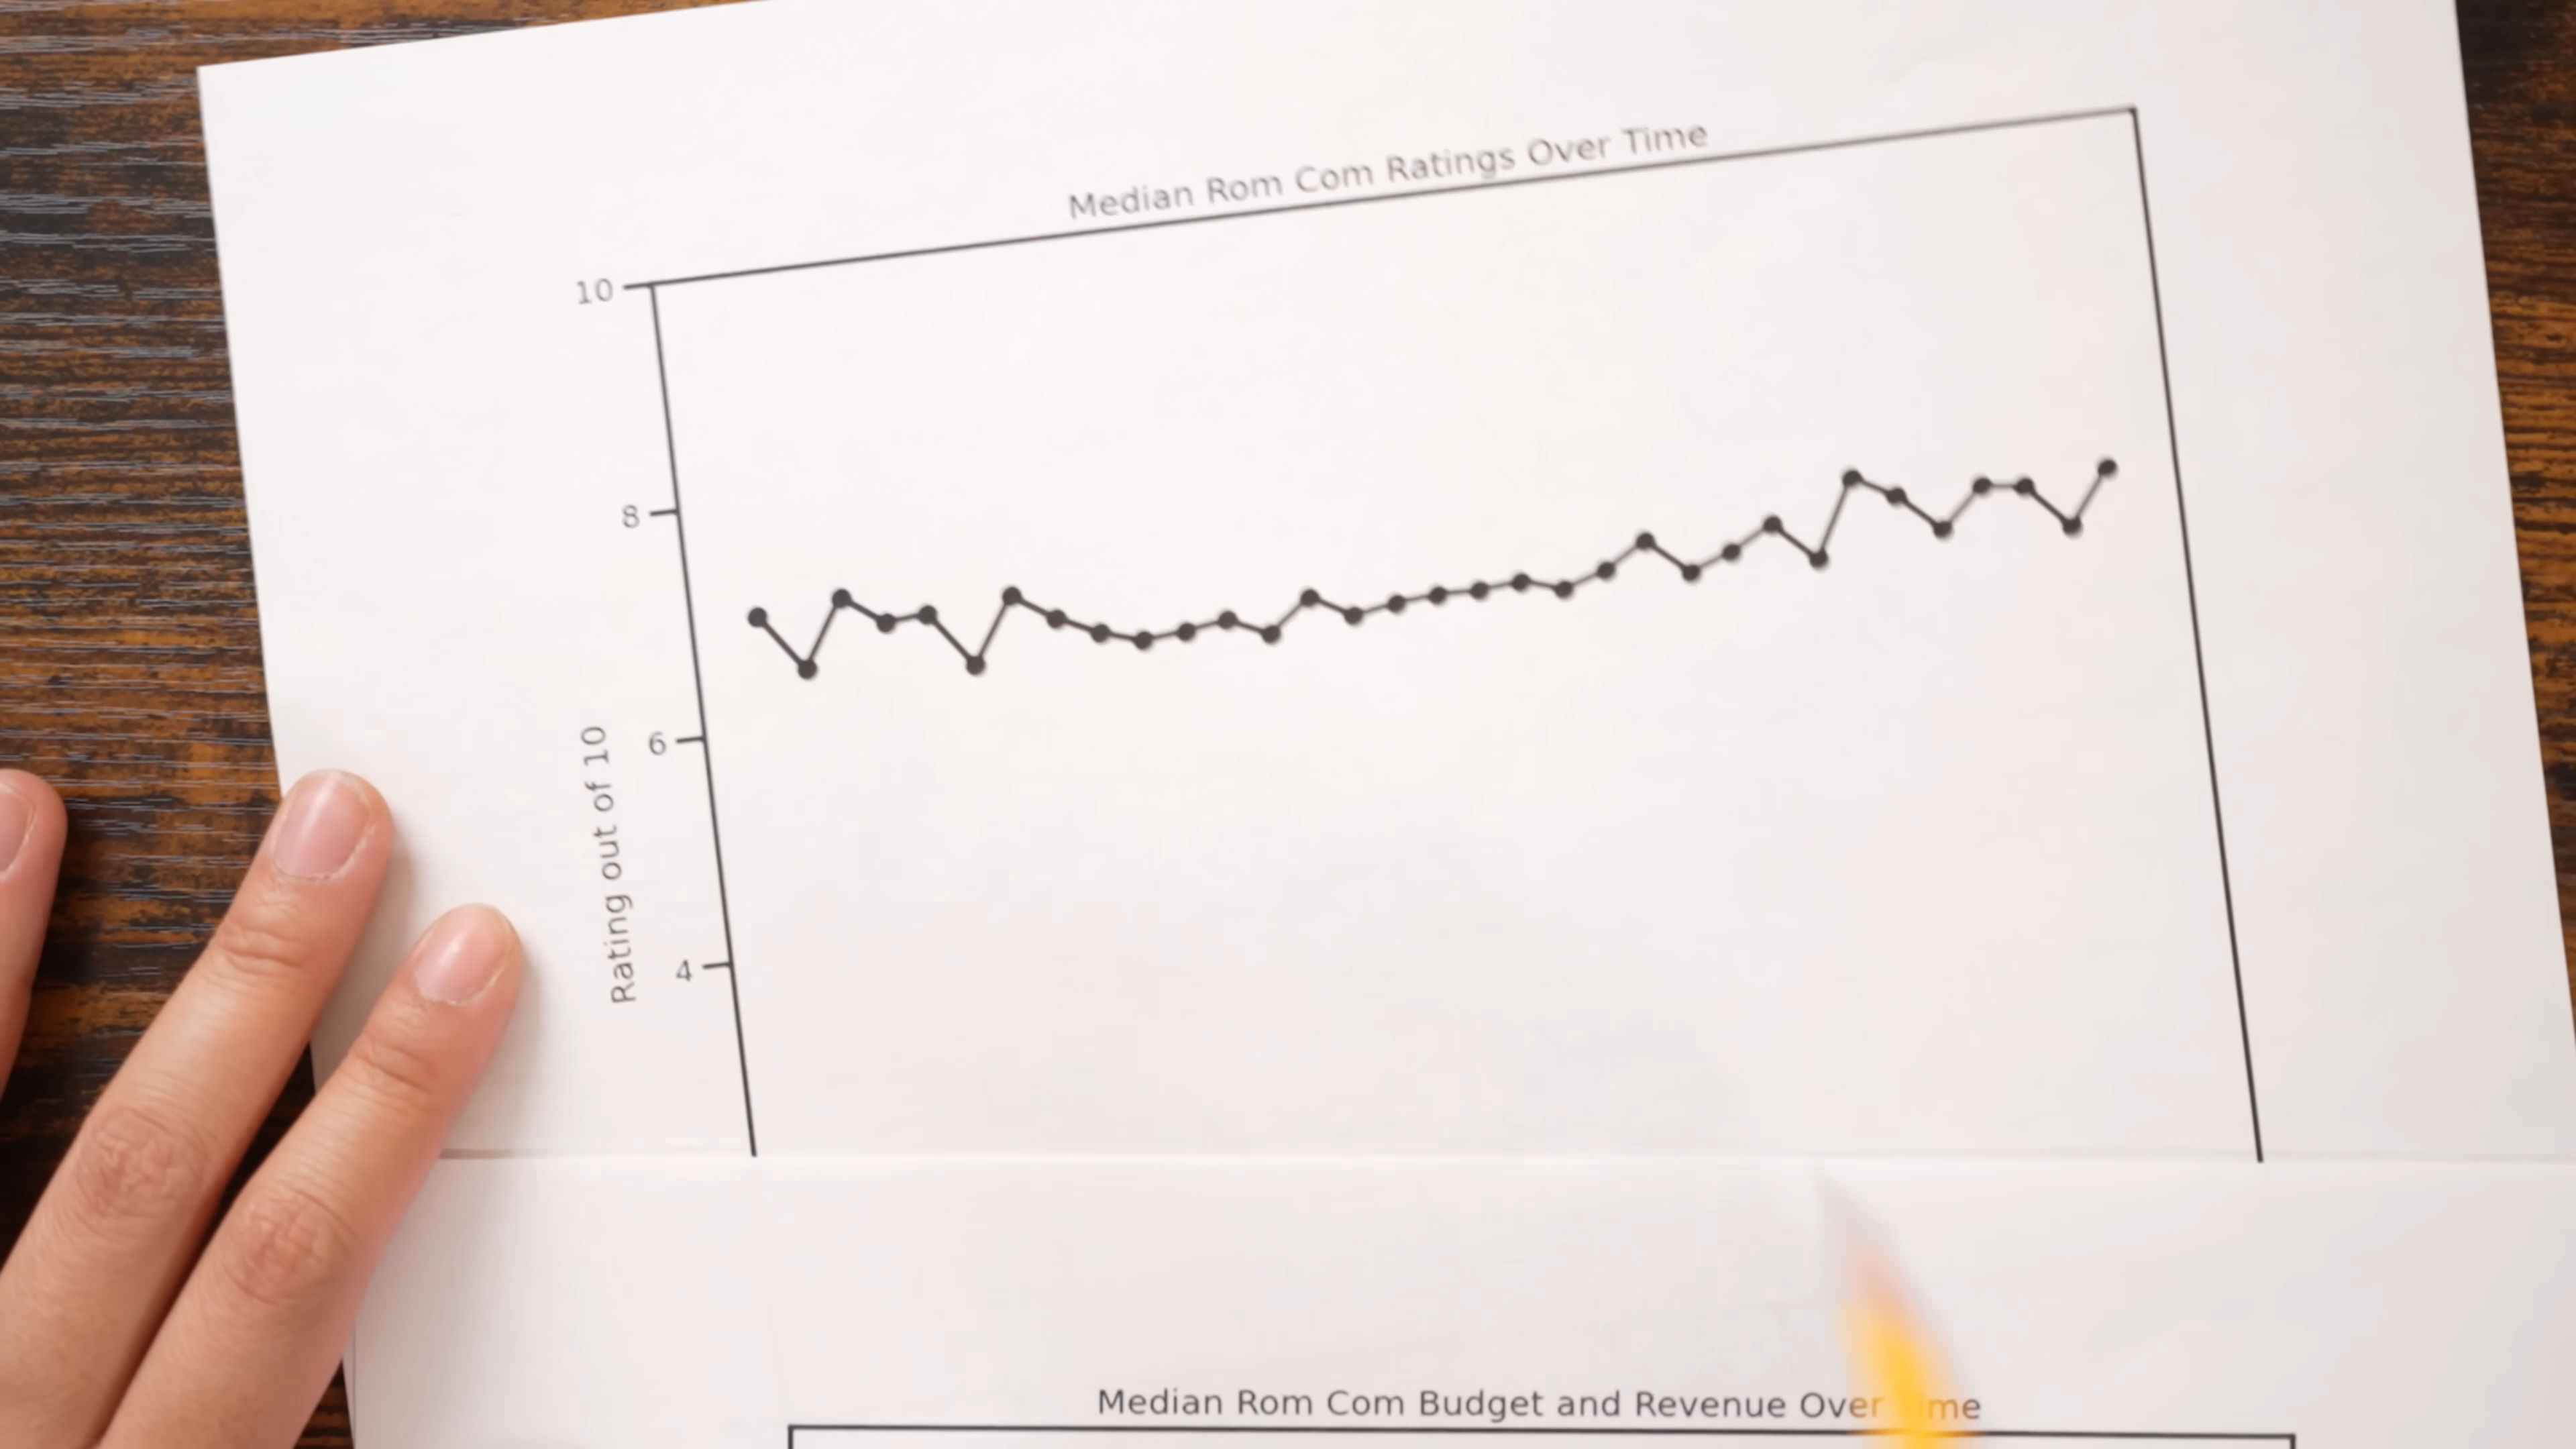 Median Rom Com Ratings Over Time
10
8
6
4
Rating out of 10
Median Rom Com Budget and Revenue Over